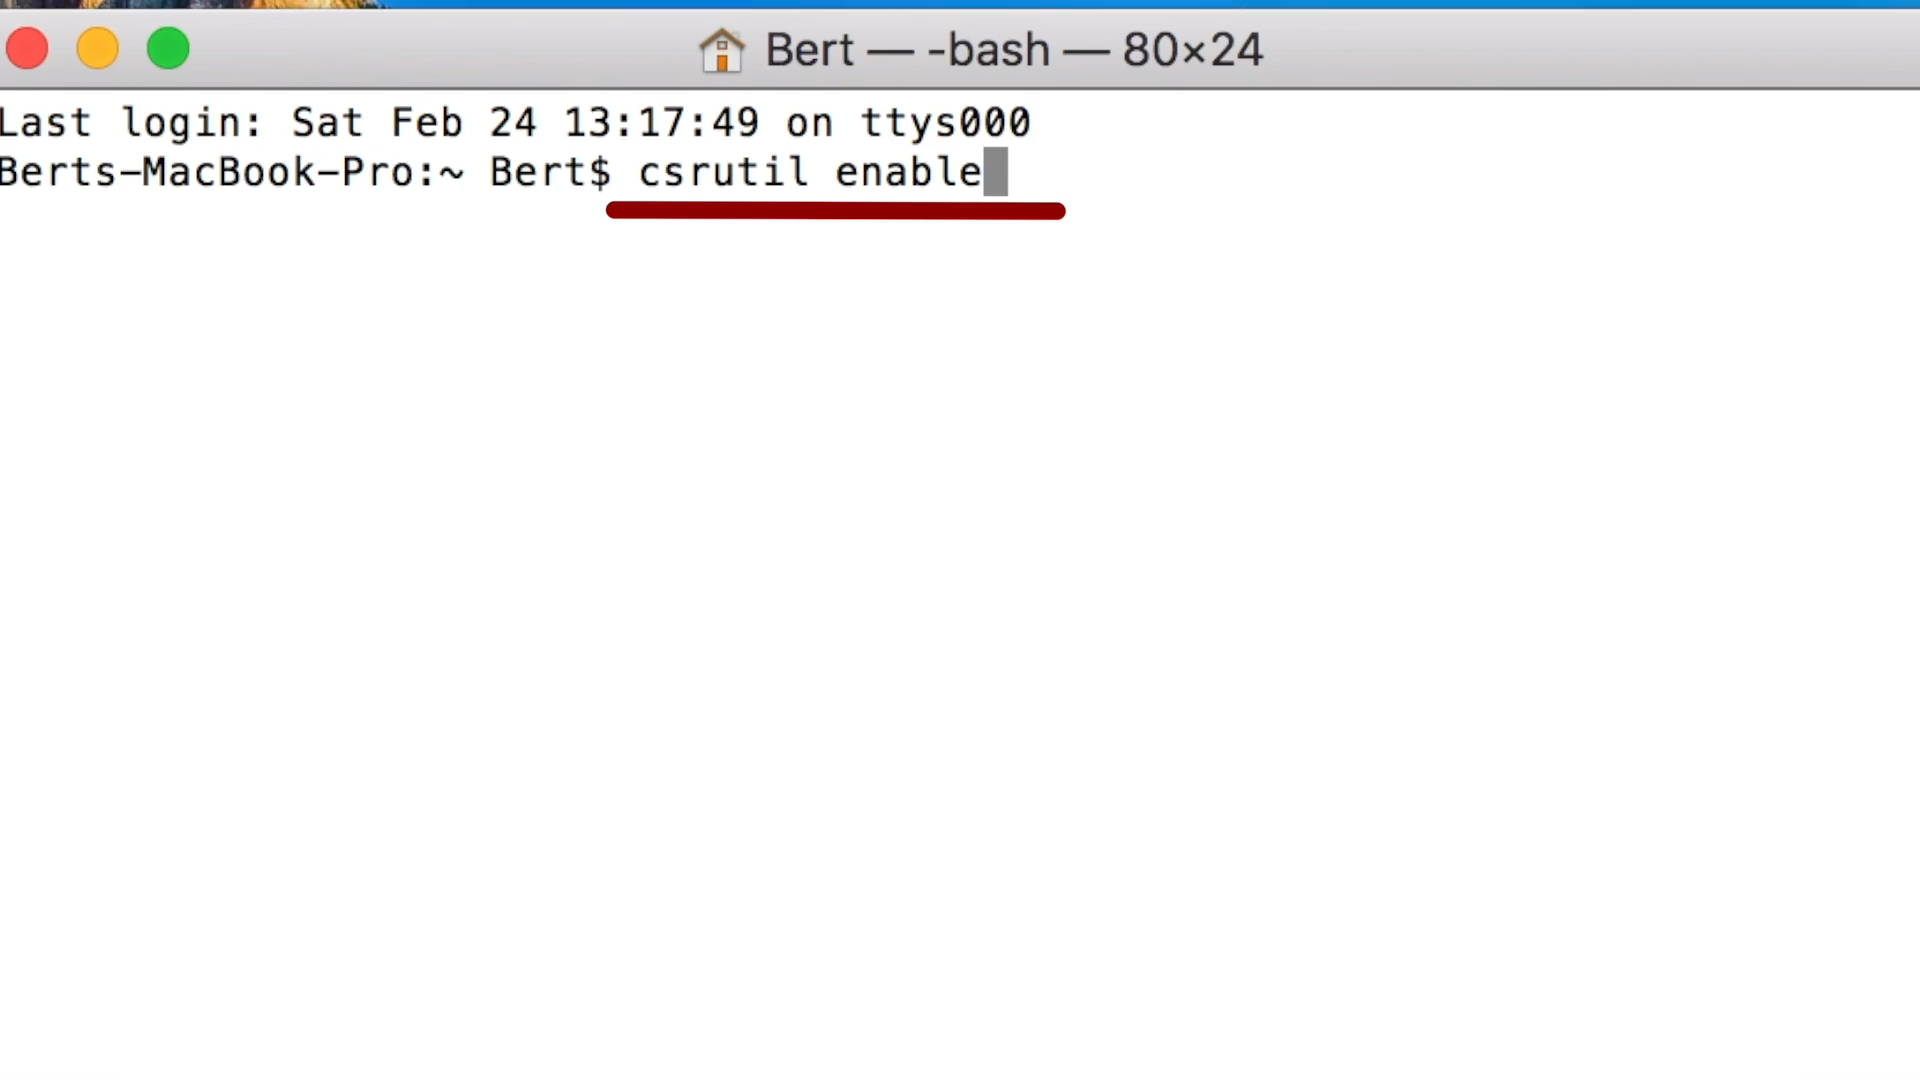 Bert — -bash — 80×24
Last login: Sat Feb 24 13:17:49 on ttys000
Berts-MacBook-Pro:~ Bert$ csrutil enable